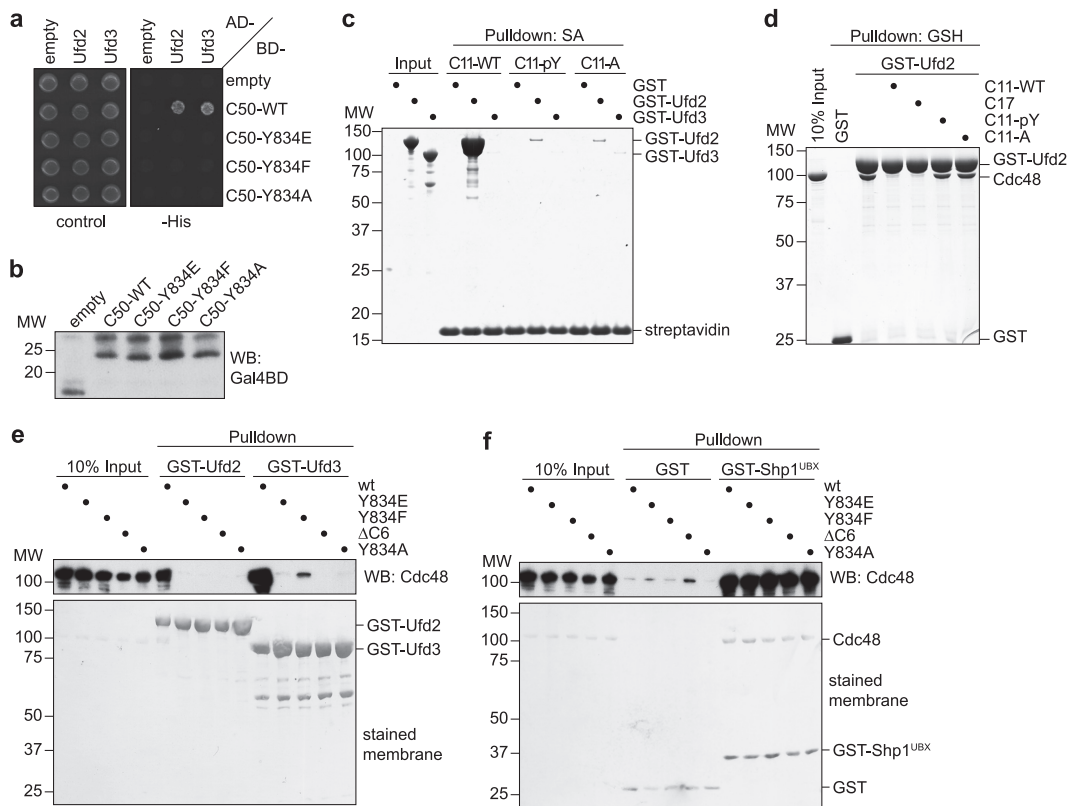 a
empty
Ufd2
Ufd3
empty
Ufd2
Ufd3
AD-
BD-
empty
C50-WT
C50-Y834E
C50-Y834F
C50-Y834A
control
-His
b
empty
C50-WT
C50-Y834E
C50-Y834F
C50-Y834A
MW
25
20
WB:
Gal4BD
c
Pulldown: SA
Input C11-WT C11-pY C11-A
GST
GST-Ufd2
GST-Ufd3
MW
150
100
75
50
37
25
20
15
GST-Ufd2
GST-Ufd3
streptavidin
d
Pulldown: GSH
GST-Ufd2
10% Input
GST
C11-WT
C17
C11-pY
C11-A
MW
150
100
75
50
37
25
GST-Ufd2
Cdc48
GST
e
Pulldown
10% Input GST-Ufd2 GST-Ufd3
wt
Y834E
Y834F
ΔC6
Y834A
MW
100
WB: Cdc48
150
100
75
50
37
25
GST-Ufd2
GST-Ufd3
stained
membrane
f
Pulldown
10% Input GST GST-Shp1UBX
wt
Y834E
Y834F
ΔC6
Y834A
MW
100
WB: Cdc48
150
100
75
50
37
25
Cdc48
stained
membrane
GST-Shp1UBX
GST